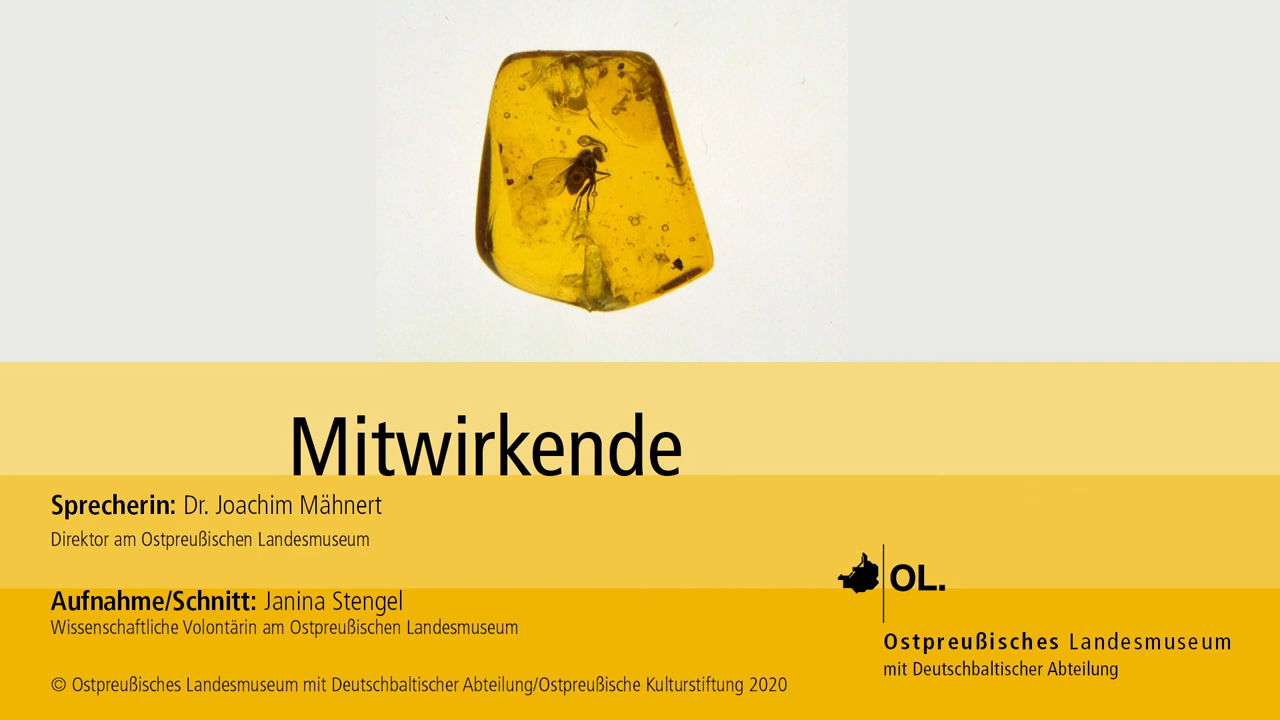 Mitwirkende
Sprecherin: Dr. Joachim Mähnert
Direktor am Ostpreußischen Landesmuseum
Aufnahme/Schnitt: Janina Stengel
Wissenschaftliche Volontärin am Ostpreußischen Landesmuseum
© Ostpreußisches Landesmuseum mit Deutschbaltischer Abteilung/Ostpreußische Kulturstiftung 2020
OL.
Ostpreußisches Landesmuseum
mit Deutschbaltischer Abteilung